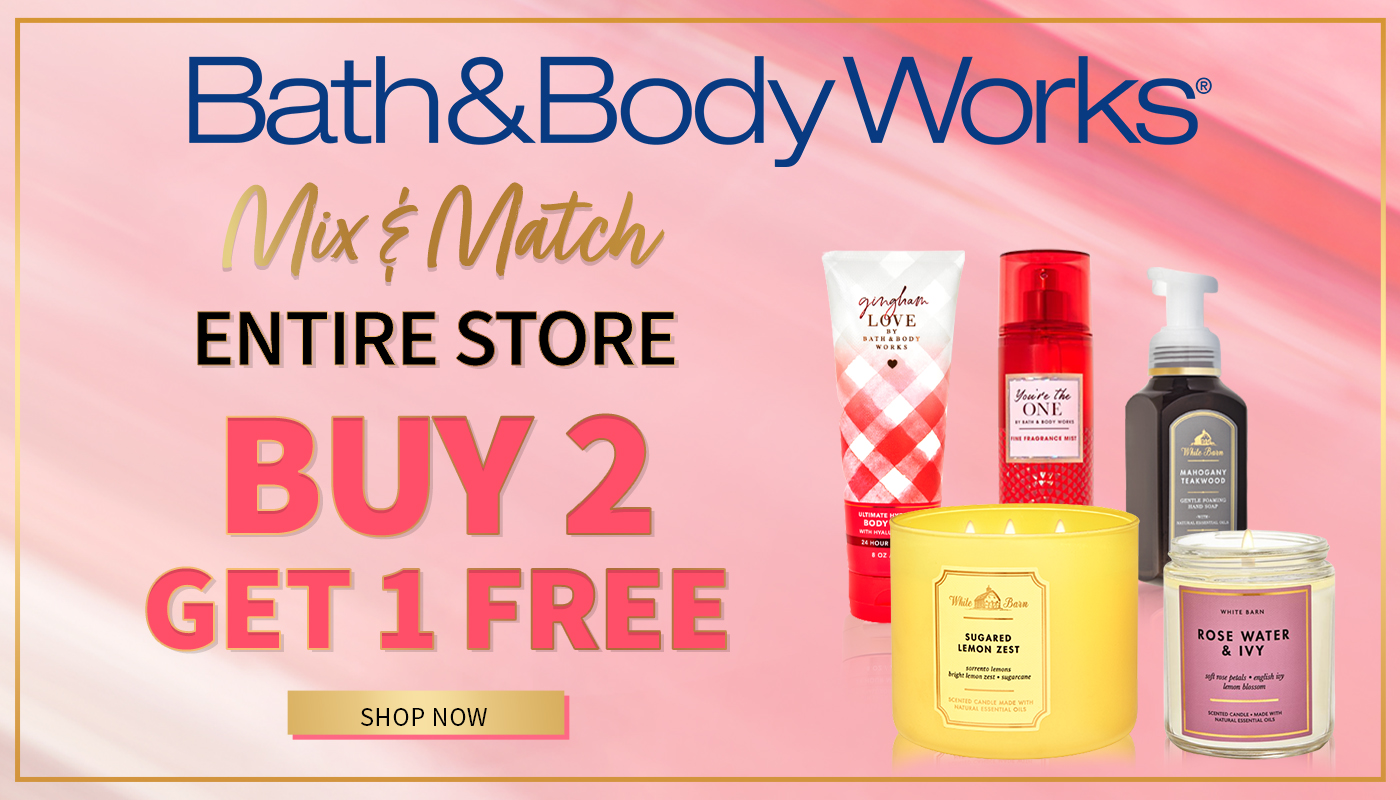 Bath&Body Works®
Mix & Match
ENTIRE STORE
BUY 2
GET 1 FREE
SHOP NOW
gingham
LOVE
BY
BATH & BODY
WORKS
ULTIMATE
BODY
WITH
24 HOUR
8 OZ
You're the
ONE
BY BATH & BODY WORKS
FINE FRAGRANCE MIST
White Barn
MAHOGANY
TEAKWOOD
GENTLE FOAMING
HAND SOAP
WITH
NATURAL ESSENTIAL OILS
White Barn
SUGARED
LEMON ZEST
sorrento lemons
bright lemon zest • sugarcane
SCENTED CANDLE MADE WITH
NATURAL ESSENTIAL OILS
WHITE BARN
ROSE WATER
& IVY
soft rose petals • english ivy
lemon blossom
SCENTED CANDLE • MADE WITH
NATURAL ESSENTIAL OILS